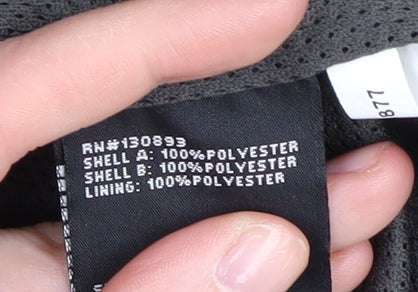 RN#130893
SHELL A: 100%POLYESTER
SHELL B: 100%POLYESTER
LINING: 100%POLYESTER
877